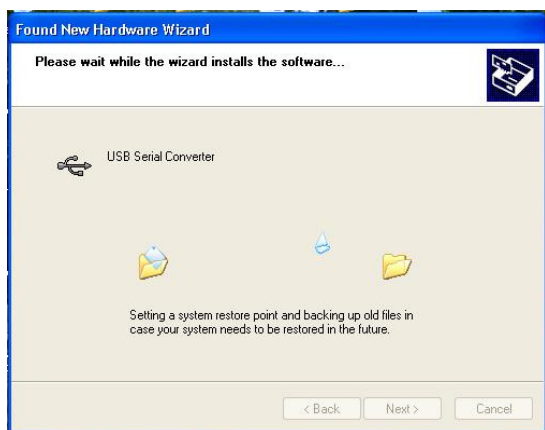 Found New Hardware Wizard
Please wait while the wizard installs the software...
USB Serial Converter
Setting a system restore point and backing up old files in
case your system needs to be restored in the future.
< Back
Next >
Cancel